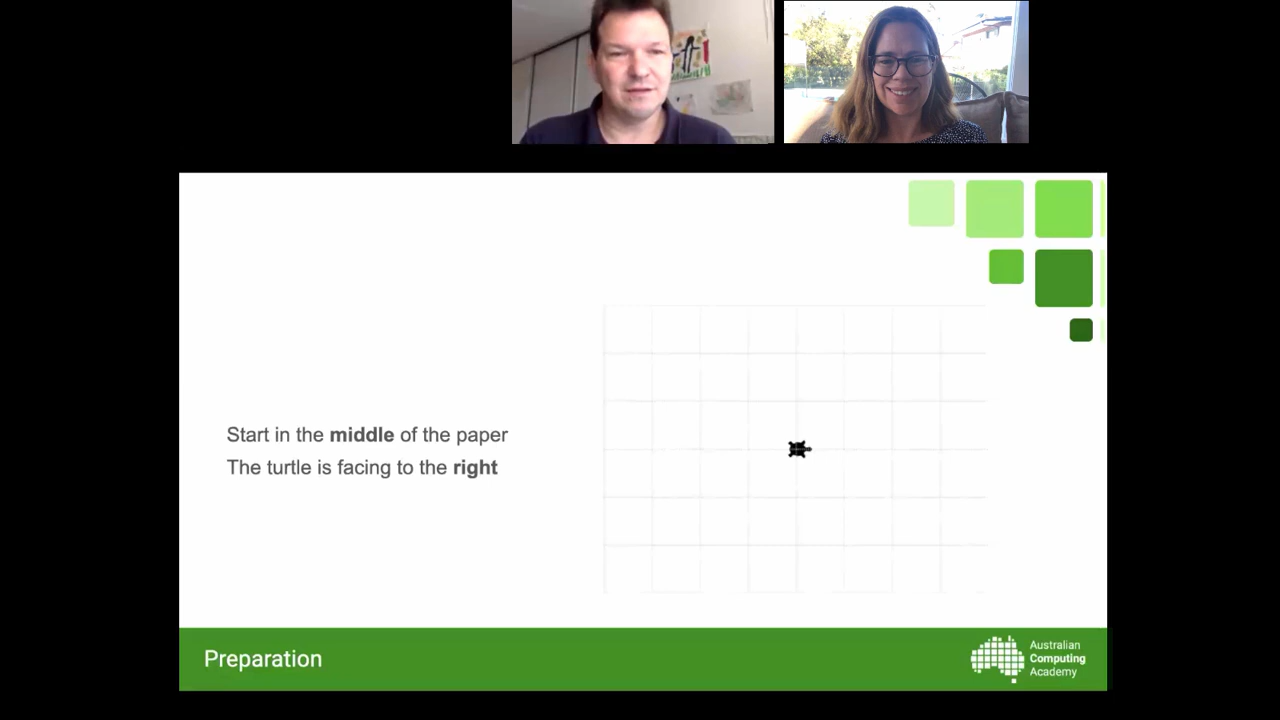 Start in the middle of the paper
The turtle is facing to the right
Preparation
Australian
Computing
Academy